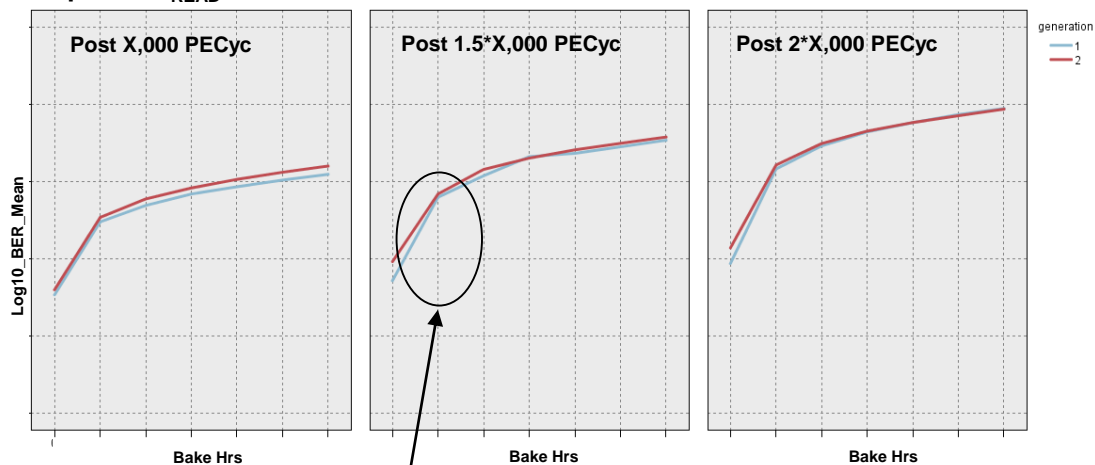 READ
Post X,000 PECyc
Post 1.5*X,000 PECyc
Post 2*X,000 PECyc
generation
1
2
Log10_BER_Mean
Bake Hrs
Bake Hrs
Bake Hrs